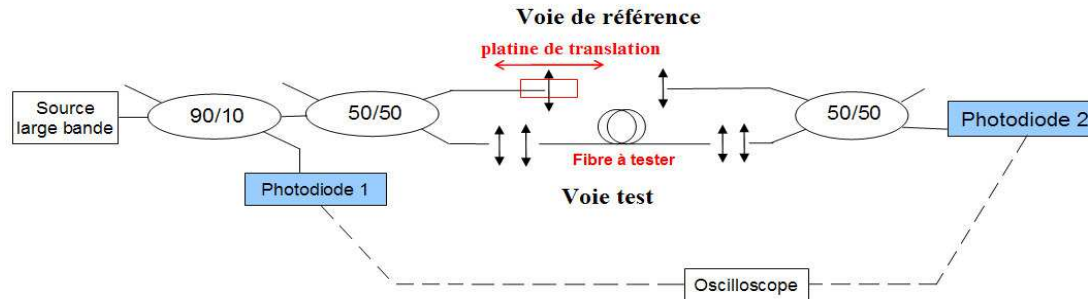 Voie de référence
platine de translation
Source
large bande
90/10
50/50
50/50
Photodiode 2
Fibre à tester
Photodiode 1
Voie test
Oscilloscope